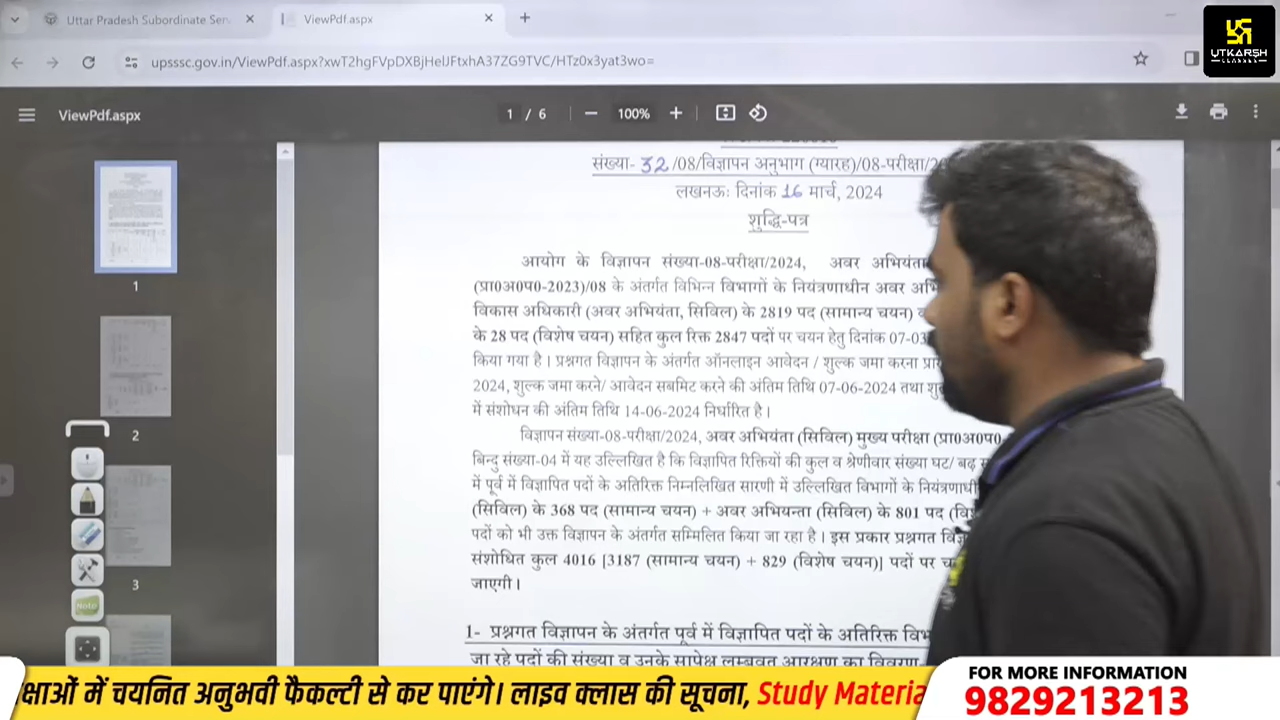 Uttar Pradesh Subordinate Ser
ViewPdf.aspx
upsssc.gov.in/ViewPdf.aspx?xwT2hgFVpDXBjHelJFtxhA37ZG9TVC/HTz0x3yat3wo=
UTKARSH
CLASSES
ViewPdf.aspx
1 / 6
100%
संख्या- 32 /08/विज्ञापन अनुभाग (ग्यारह)/08-परीक्षा/
लखनऊः दिनांक 16 मार्च, 2024
शुद्धि-पत्र
आयोग के विज्ञापन संख्या-08-परीक्षा/2024, अवर अभियंता
(प्रा0अ0प0-2023)/08 के अंतर्गत विभिन्न विभागों के नियंत्रणाधीन अवर
विकास अधिकारी (अवर अभियंता, सिविल) के 2819 पद (सामान्य चयन)
के 28 पद (विशेष चयन) सहित कुल रिक्त 2847 पदों पर चयन हेतु दिनांक 07-03
किया गया है। प्रश्नगत विज्ञापन के अंतर्गत ऑनलाइन आवेदन / शुल्क जमा करना
2024, शुल्क जमा करने/ आवेदन सबमिट करने की अंतिम तिथि 07-06-2024 तथा
में संशोधन की अंतिम तिथि 14-06-2024 निर्धारित है।
विज्ञापन संख्या-08-परीक्षा/2024, अवर अभियंता (सिविल) मुख्य परीक्षा (प्रा0अ0प0-
बिन्दु संख्या-04 में यह उल्लिखित है कि विज्ञापित रिक्तियों की कुल व श्रेणीवार संख्या घट/ बढ़
में पूर्व में विज्ञापित पदों के अतिरिक्त निम्नलिखित सारणी में उल्लिखित विभागों के नियंत्रणाधी
(सिविल) के 368 पद (सामान्य चयन) + अवर अभियन्ता (सिविल) के 801 पद
पदों को भी उक्त विज्ञापन के अंतर्गत सम्मिलित किया जा रहा है। इस प्रकार प्रश्नगत
संशोधित कुल 4016 [3187 (सामान्य चयन) + 829 (विशेष चयन)] पदों पर
जाएगी।
1- प्रश्नगत विज्ञापन के अंतर्गत पूर्व में विज्ञापित पदों के अतिरिक्त
जा रहे पदों की संख्या व उनके सापेक्ष लम्बवत आरक्षण का विवरण
1
2
3
Note
क्षाओं में चयनित अनुभवी फैकल्टी से कर पाएंगे। लाइव क्लास की सूचना, Study Materia
FOR MORE INFORMATION
9829213213